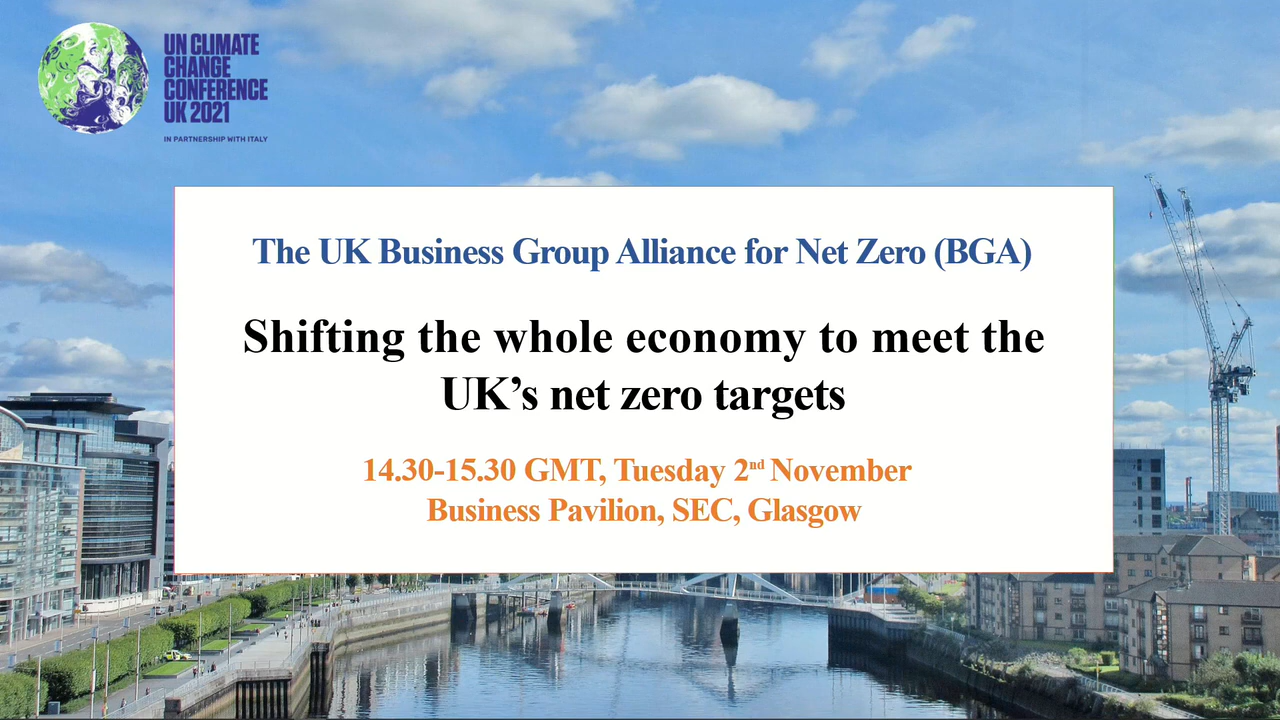 UN CLIMATE
CHANGE
CONFERENCE
UK 2021
IN PARTNERSHIP WITH ITALY
The UK Business Group Alliance for Net Zero (BGA)
Shifting the whole economy to meet the
UK’s net zero targets
14.30-15.30 GMT, Tuesday 2nd November
Business Pavilion, SEC, Glasgow